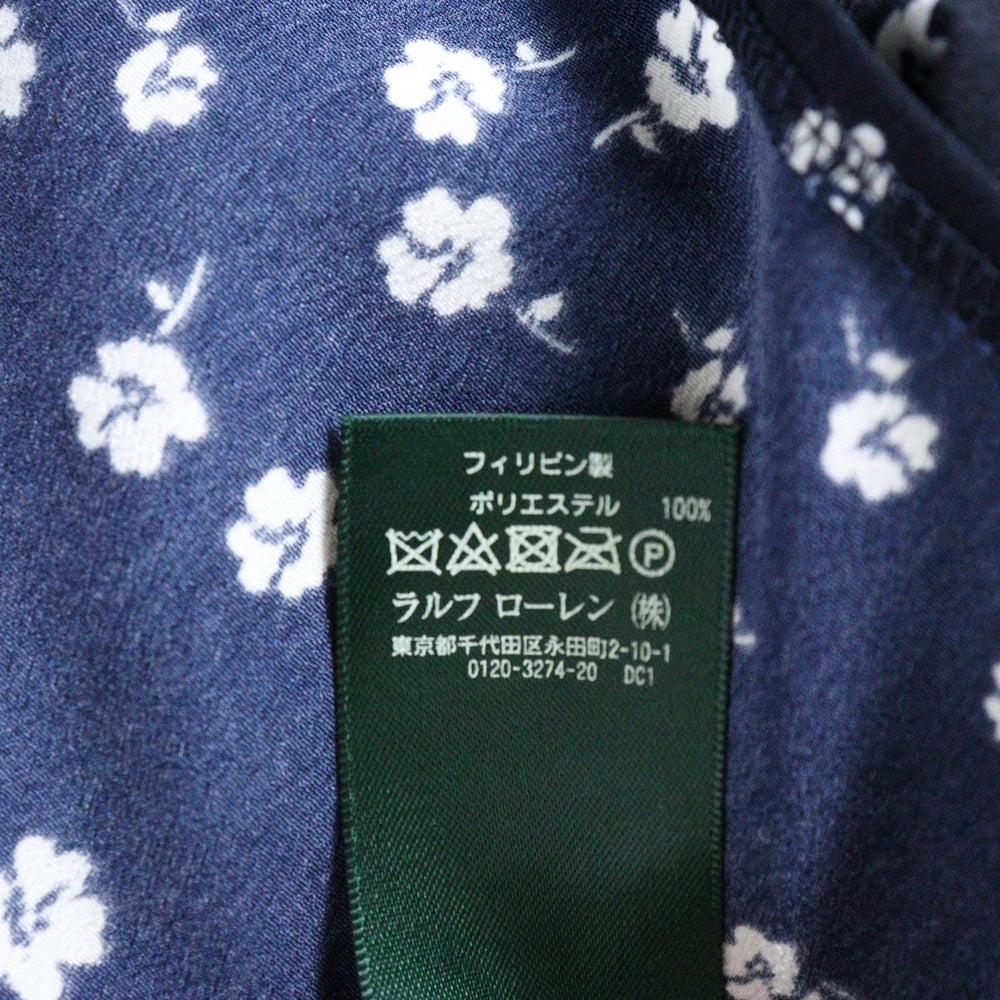 フィリピン製
ポリエステル 100%
P
ラルフ ローレン (株)
東京都千代田区永田町2-10-1
0120-3274-20 DC1